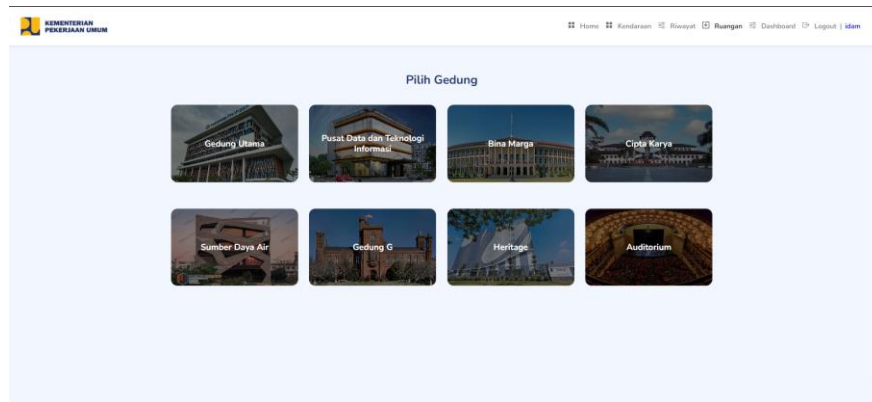 KEMENTERIAN
PEKERJAAN UMUM
Home Kendaraan Riwayat Ruangan Dashboard Logout | idam
Pilih Gedung
Gedung Utama
Pusat Data dan Teknologi
Informasi
Bina Marga
Cipta Karya
Sumber Daya Air
Gedung G
Heritage
Auditorium